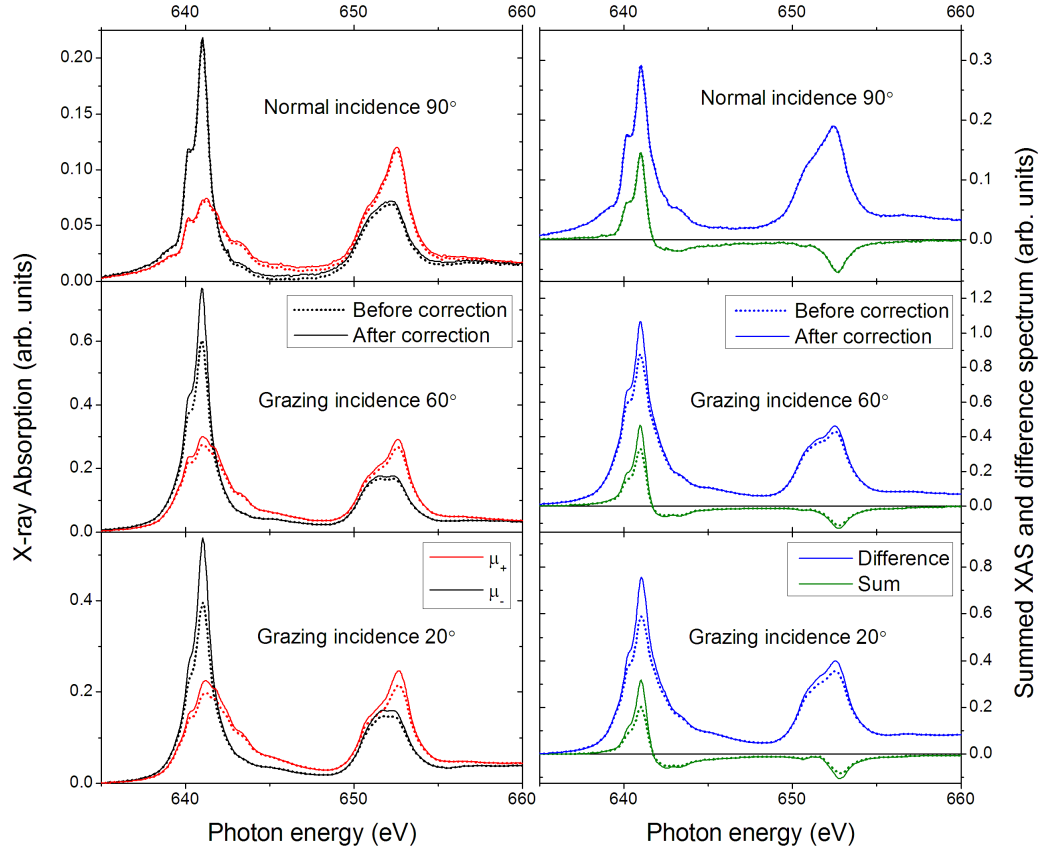 640 650 660
640 650 660
X-ray Absorption (arb. units)
0.20
0.15
0.10
0.05
0.00
Normal incidence 90°
0.6
0.4
0.2
0.0
Before correction
After correction
Grazing incidence 60°
0.4
0.2
0.0
μ+
μ-
Grazing incidence 20°
640 650 660
Photon energy (eV)
Normal incidence 90°
0.3
0.2
0.1
0.0
Before correction
After correction
Grazing incidence 60°
1.2
1.0
0.8
0.6
0.4
0.2
0.0
Difference
Sum
Grazing incidence 20°
0.8
0.6
0.4
0.2
0.0
640 650 660
Photon energy (eV)
Summed XAS and difference spectrum (arb. units)